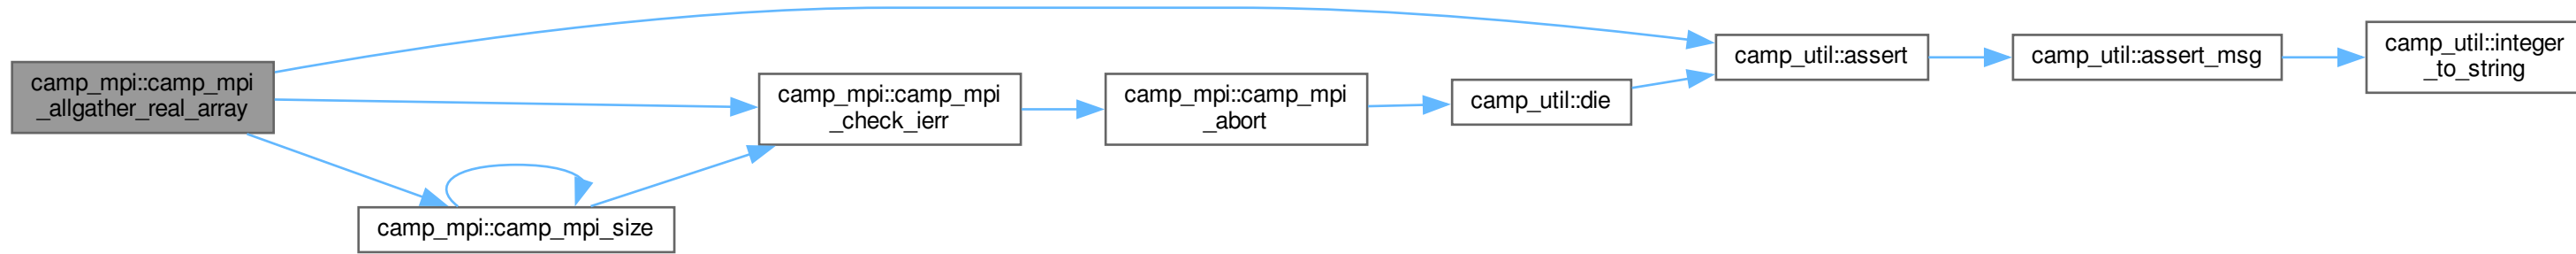 camp_mpi::camp_mpi
_allgather_real_array
camp_mpi::camp_mpi_size
camp_mpi::camp_mpi
_check_ierr
camp_mpi::camp_mpi
_abort
camp_util::die
camp_util::assert
camp_util::assert_msg
camp_util::integer
_to_string